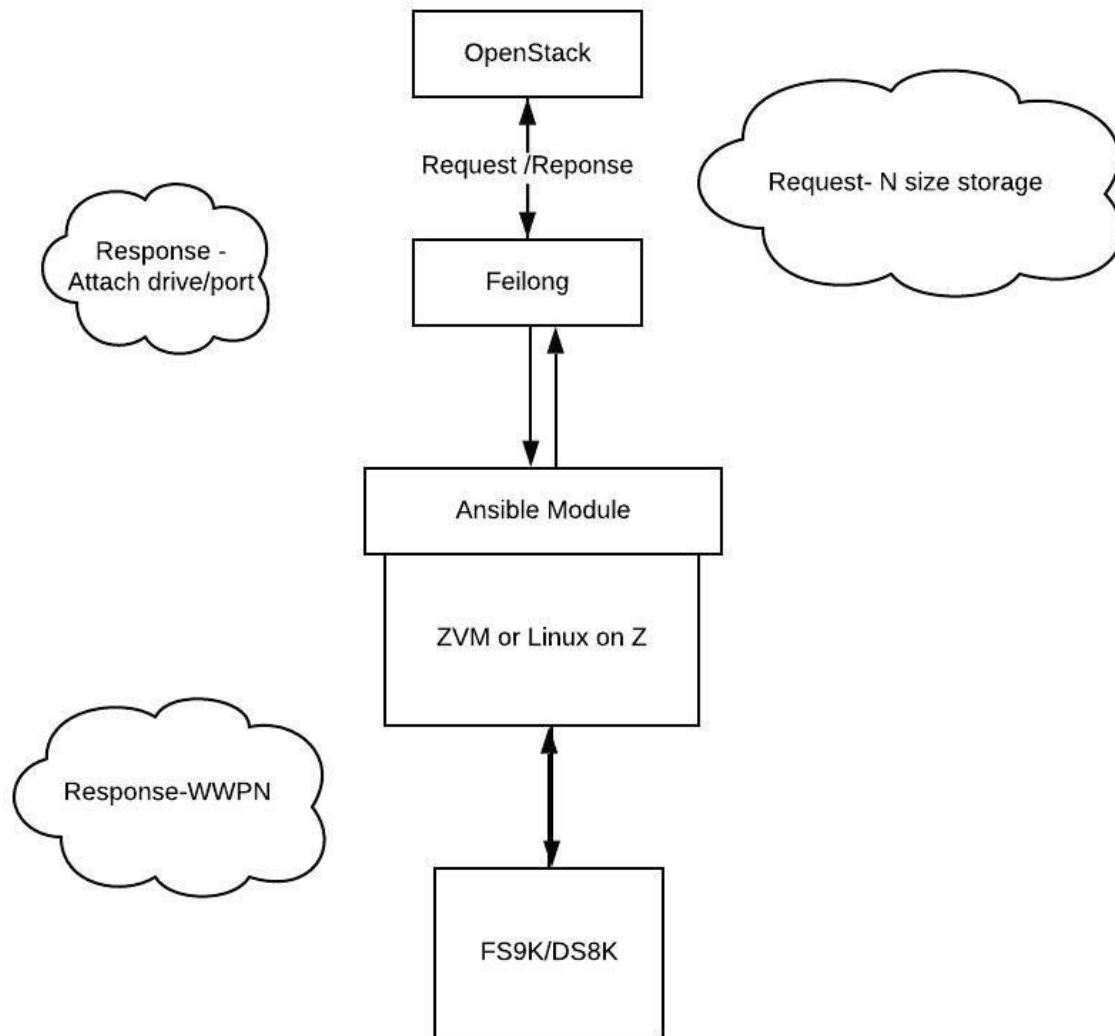 OpenStack
Request /Reponse
Request- N size storage
Response -
Attach drive/port
Feilong
Ansible Module
ZVM or Linux on Z
Response-WWPN
FS9K/DS8K